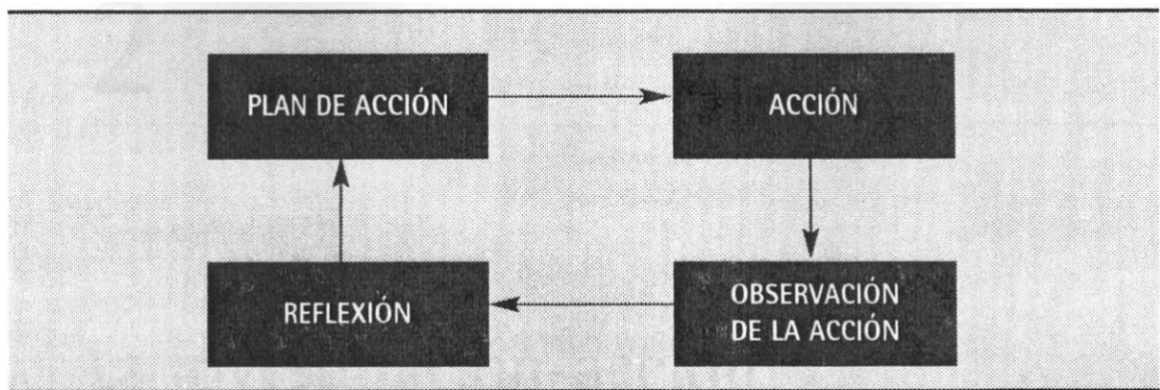 PLAN DE ACCIÓN
ACCIÓN
REFLEXIÓN
OBSERVACIÓN
DE LA ACCIÓN